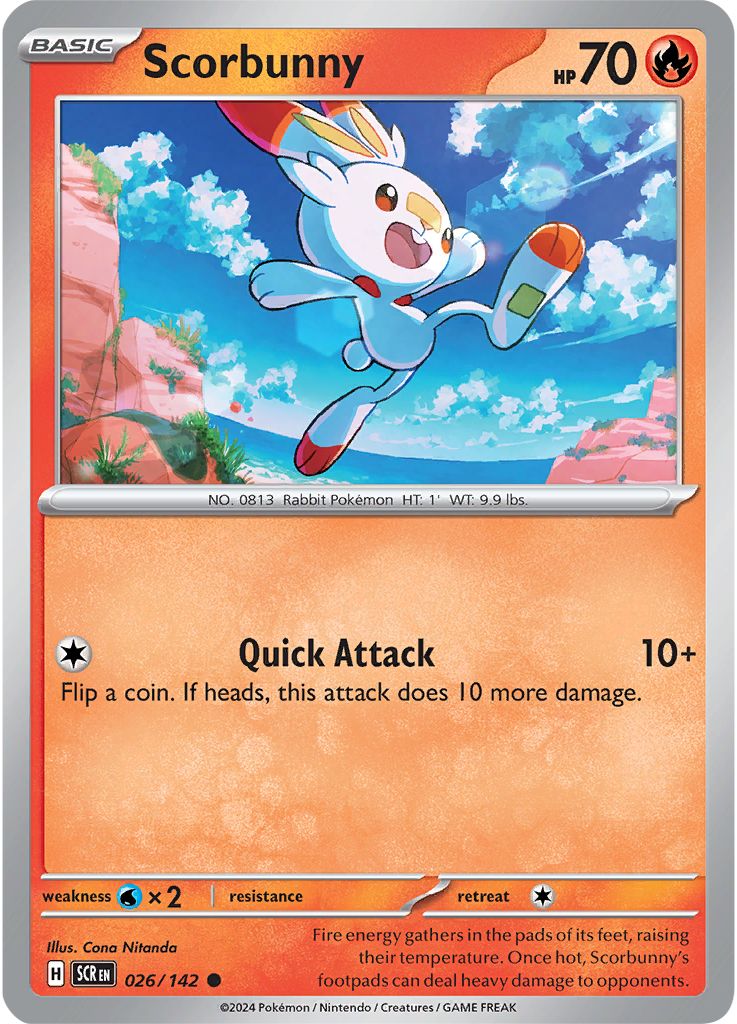 BASIC Scorbunny HP 70
NO. 0813 Rabbit Pokémon HT: 1' WT: 9.9 lbs.
Quick Attack 10+
Flip a coin. If heads, this attack does 10 more damage.
weakness ×2 resistance retreat
Illus. Cona Nitanda
Fire energy gathers in the pads of its feet, raising
their temperature. Once hot, Scorbunny's
footpads can deal heavy damage to opponents.
H SCR EN 026/142
©2024 Pokémon / Nintendo / Creatures / GAME FREAK